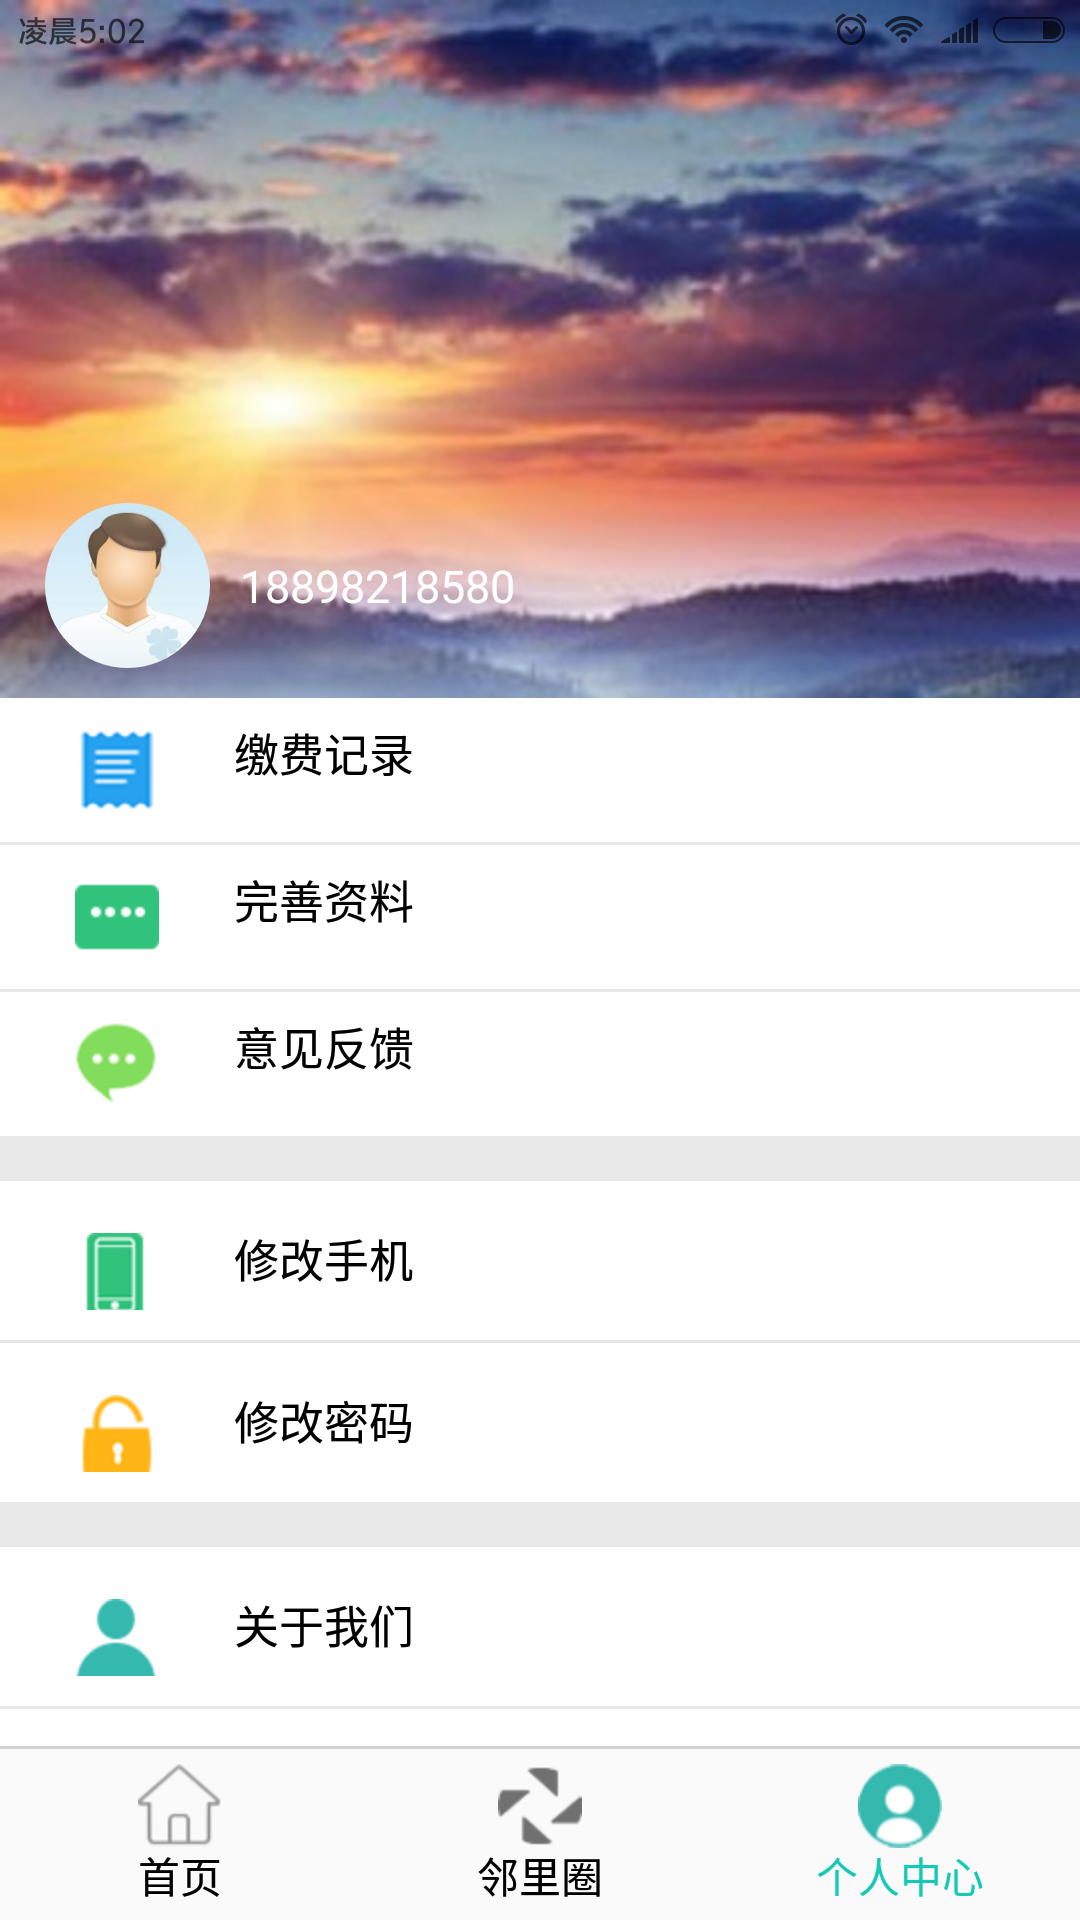 凌晨5:02
18898218580
缴费记录
完善资料
意见反馈
修改手机
修改密码
关于我们
首页
邻里圈
个人中心